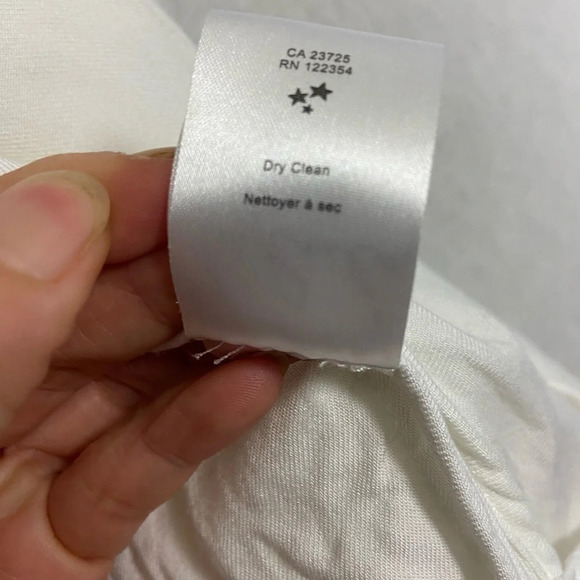 CA 23725
RN 122354
Dry Clean
Nettoyer à sec